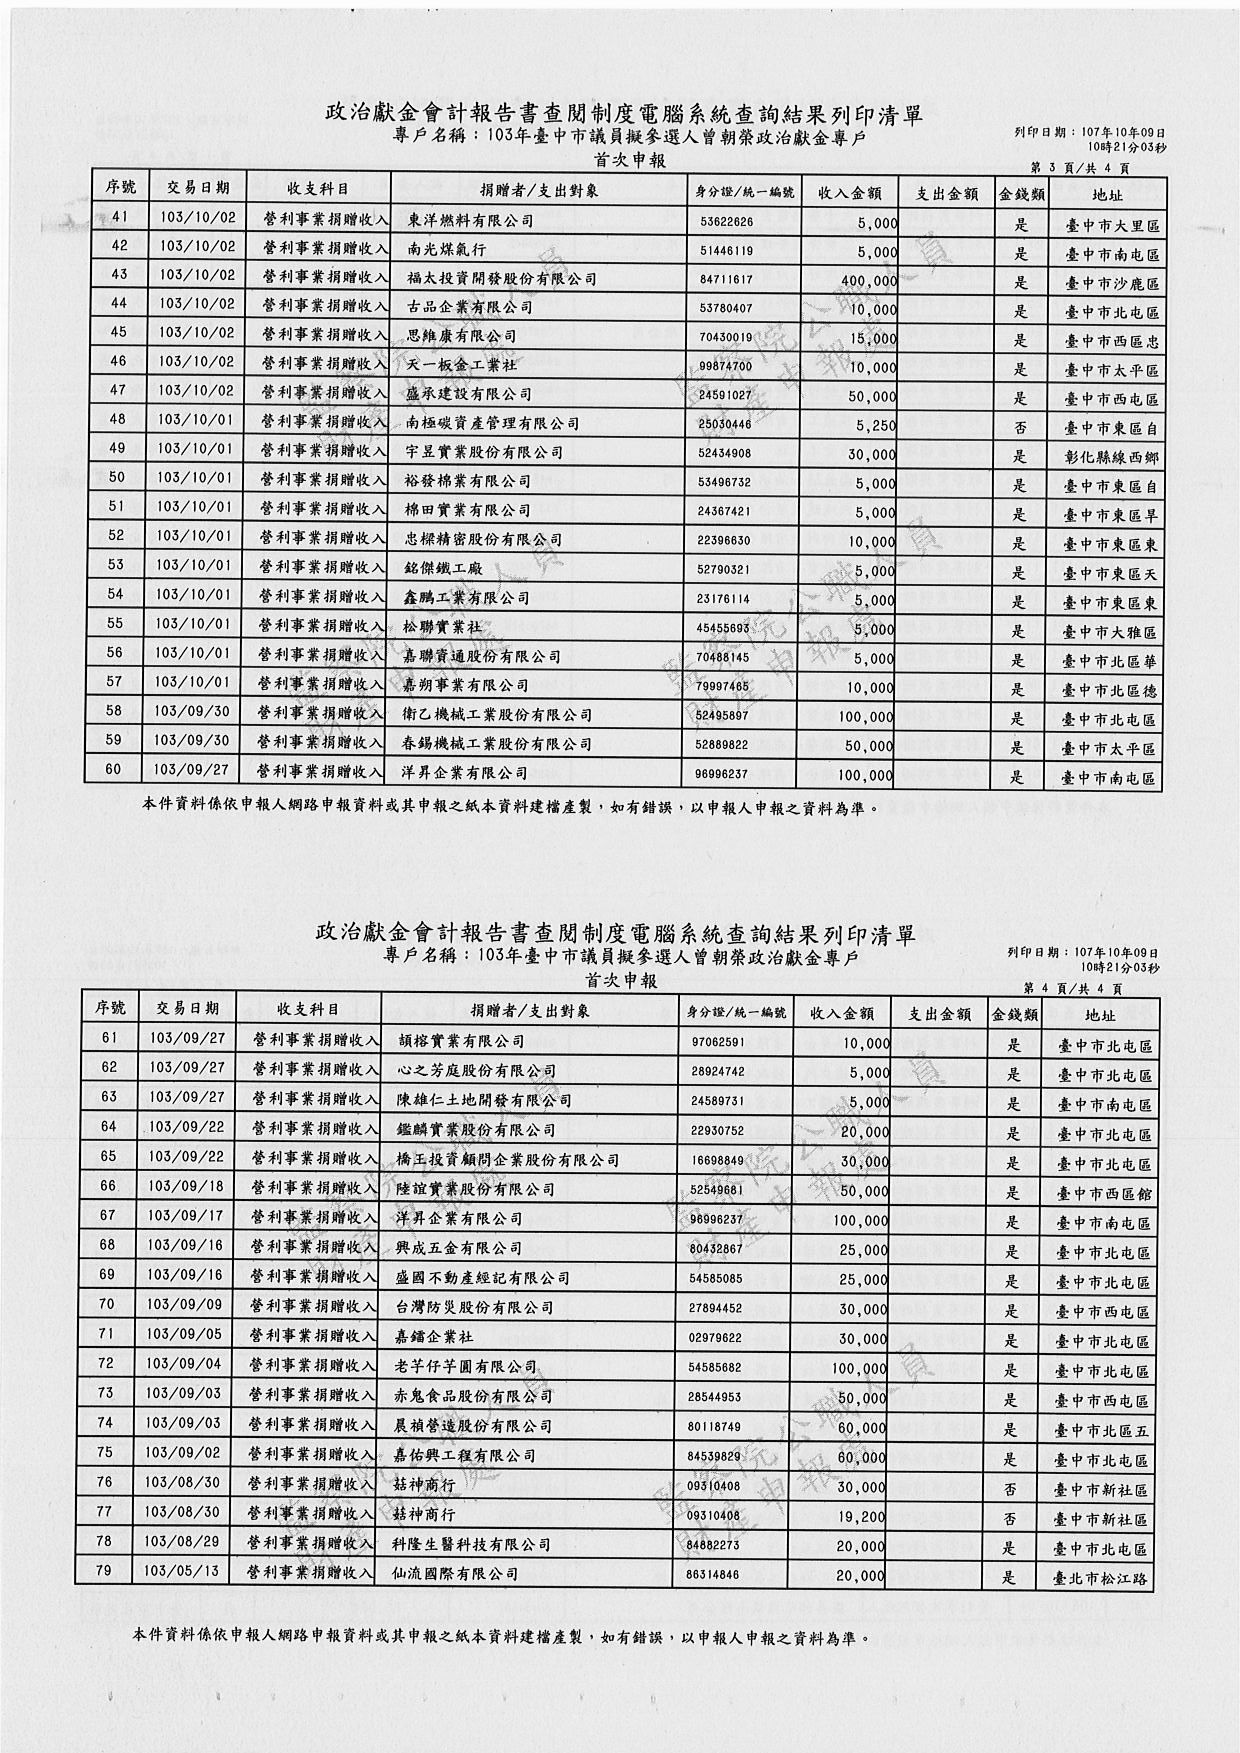 政治獻金會計報告書查閱制度電腦系統查詢結果列印清單
專戶名稱：103年臺中市議員擬參選人曾朝榮政治獻金專戶
列印日期：107年10年09日
10時21分03秒
首次申報
第 3 頁/共 4 頁
序號 交易日期 收支科目 捐贈者/支出對象 身分證/統一編號 收入金額 支出金額 金錢類 地址
41 103/10/02 營利事業捐贈收入 東洋燃料有限公司 53622626 5,000 是 臺中市大里區
42 103/10/02 營利事業捐贈收入 南光煤氣行 51446119 5,000 是 臺中市南屯區
43 103/10/02 營利事業捐贈收入 福太投資開發股份有限公司 84711617 400,000 是 臺中市沙鹿區
44 103/10/02 營利事業捐贈收入 古品企業有限公司 53780407 10,000 是 臺中市北屯區
45 103/10/02 營利事業捐贈收入 思維康有限公司 70430019 15,000 是 臺中市西區忠
46 103/10/02 營利事業捐贈收入 天一板金工業社 99874700 10,000 是 臺中市太平區
47 103/10/02 營利事業捐贈收入 盛承建設有限公司 24591027 50,000 是 臺中市西屯區
48 103/10/01 營利事業捐贈收入 南極碳資產管理有限公司 25030446 5,250 否 臺中市東區自
49 103/10/01 營利事業捐贈收入 宇昱實業股份有限公司 52434908 30,000 是 彰化縣線西鄉
50 103/10/01 營利事業捐贈收入 裕發棉業有限公司 53496732 5,000 是 臺中市東區自
51 103/10/01 營利事業捐贈收入 棉田實業有限公司 24367421 5,000 是 臺中市東區旱
52 103/10/01 營利事業捐贈收入 忠樑精密股份有限公司 22396630 10,000 是 臺中市東區東
53 103/10/01 營利事業捐贈收入 銘傑鐵工廠 52790321 5,000 是 臺中市東區天
54 103/10/01 營利事業捐贈收入 鑫鵬工業有限公司 23176114 5,000 是 臺中市東區東
55 103/10/01 營利事業捐贈收入 松聯實業社 45455693 5,000 是 臺中市大雅區
56 103/10/01 營利事業捐贈收入 嘉聯資通股份有限公司 70488145 5,000 是 臺中市北區華
57 103/10/01 營利事業捐贈收入 嘉朔事業有限公司 79997465 10,000 是 臺中市北區德
58 103/09/30 營利事業捐贈收入 衛乙機械工業股份有限公司 52495897 100,000 是 臺中市北屯區
59 103/09/30 營利事業捐贈收入 春錫機械工業股份有限公司 52889822 50,000 是 臺中市太平區
60 103/09/27 營利事業捐贈收入 洋昇企業有限公司 96996237 100,000 是 臺中市南屯區
本件資料係依申報人網路申報資料或其申報之紙本資料建檔產製，如有錯誤，以申報人申報之資料為準。
政治獻金會計報告書查閱制度電腦系統查詢結果列印清單
專戶名稱：103年臺中市議員擬參選人曾朝榮政治獻金專戶
列印日期：107年10年09日
10時21分03秒
首次申報
第 4 頁/共 4 頁
序號 交易日期 收支科目 捐贈者/支出對象 身分證/統一編號 收入金額 支出金額 金錢類 地址
61 103/09/27 營利事業捐贈收入 頡榕實業有限公司 97062591 10,000 是 臺中市北屯區
62 103/09/27 營利事業捐贈收入 心之芳庭股份有限公司 28924742 5,000 是 臺中市北屯區
63 103/09/27 營利事業捐贈收入 陳雄仁土地開發有限公司 24589731 5,000 是 臺中市南屯區
64 103/09/22 營利事業捐贈收入 鑑麟實業股份有限公司 22930752 20,000 是 臺中市北屯區
65 103/09/22 營利事業捐贈收入 橋王投資顧問企業股份有限公司 16698849 30,000 是 臺中市北屯區
66 103/09/18 營利事業捐贈收入 陸誼實業股份有限公司 52549681 50,000 是 臺中市西區館
67 103/09/17 營利事業捐贈收入 洋昇企業有限公司 96996237 100,000 是 臺中市南屯區
68 103/09/16 營利事業捐贈收入 興成五金有限公司 80432867 25,000 是 臺中市北屯區
69 103/09/16 營利事業捐贈收入 盛國不動產經記有限公司 54585085 25,000 是 臺中市北屯區
70 103/09/09 營利事業捐贈收入 台灣防災股份有限公司 27894452 30,000 是 臺中市西屯區
71 103/09/05 營利事業捐贈收入 嘉鐳企業社 02979622 30,000 是 臺中市北屯區
72 103/09/04 營利事業捐贈收入 老芋仔芋圓有限公司 54585682 100,000 是 臺中市北屯區
73 103/09/03 營利事業捐贈收入 赤鬼食品股份有限公司 28544953 50,000 是 臺中市西屯區
74 103/09/03 營利事業捐贈收入 晨禎營造股份有限公司 80118749 60,000 是 臺中市北區五
75 103/09/02 營利事業捐贈收入 嘉佑興工程有限公司 84539829 60,000 是 臺中市北屯區
76 103/08/30 營利事業捐贈收入 菇神商行 09310408 30,000 否 臺中市新社區
77 103/08/30 營利事業捐贈收入 菇神商行 09310408 19,200 否 臺中市新社區
78 103/08/29 營利事業捐贈收入 科隆生醫科技有限公司 84882273 20,000 是 臺中市北屯區
79 103/05/13 營利事業捐贈收入 仙流國際有限公司 86314846 20,000 是 臺北市松江路
本件資料係依申報人網路申報資料或其申報之紙本資料建檔產製，如有錯誤，以申報人申報之資料為準。
監察院公職人員
財產申報處